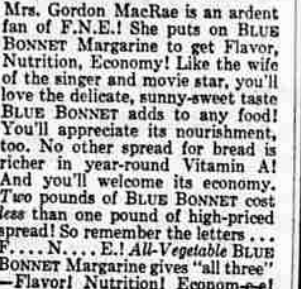 Mrs. Gordon MacRae is an ardent
fan of F.N.E.! She puts on BLUE
BONNET Margarine to get Flavor,
Nutrition, Economy! Like the wife
of the singer and movie star, you'll
love the delicate, sunny-sweet taste
BLUE BONNET adds to any food!
You'll appreciate its nourishment,
too. No other spread for bread is
richer in year-round Vitamin A!
And you'll welcome its economy.
Two pounds of BLUE BONNET cost
less than one pound of high-priced
spread! So remember the letters ...
F.... N.... E.! All-Vegetable BLUE
BONNET Margarine gives "all three"
—Flavor! Nutrition! Econom-e-e!